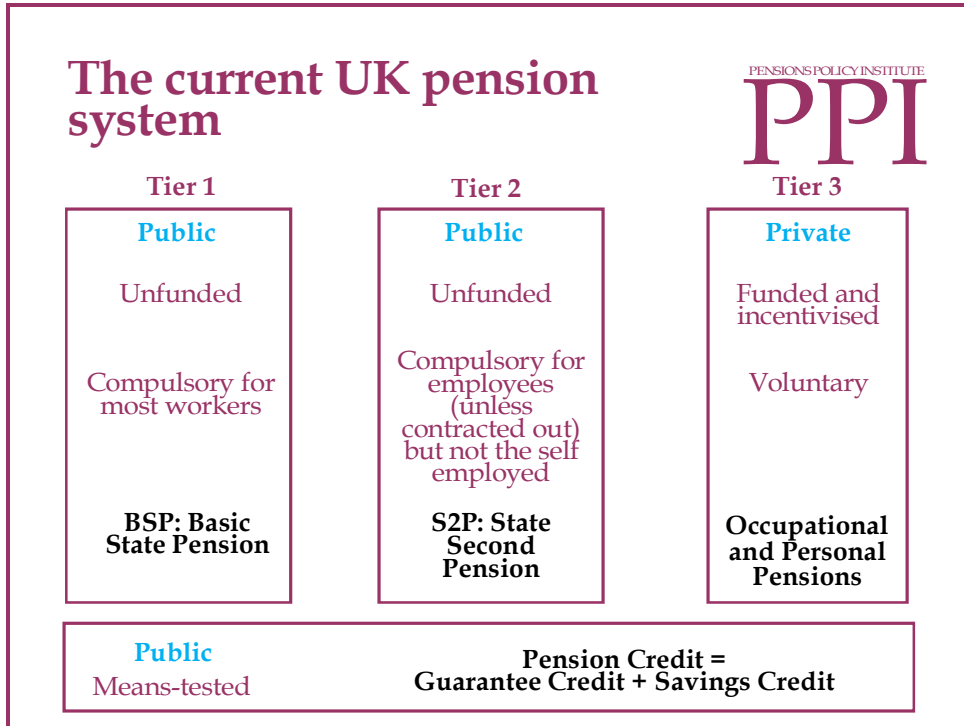 The current UK pension
system
PENSIONS POLICY INSTITUTE
PPI
Tier 1
Public
Unfunded
Compulsory for
most workers
BSP: Basic
State Pension
Tier 2
Public
Unfunded
Compulsory for
employees
(unless
contracted out)
but not the self
employed
S2P: State
Second
Pension
Tier 3
Private
Funded and
incentivised
Voluntary
Occupational
and Personal
Pensions
Public
Means-tested
Pension Credit =
Guarantee Credit + Savings Credit